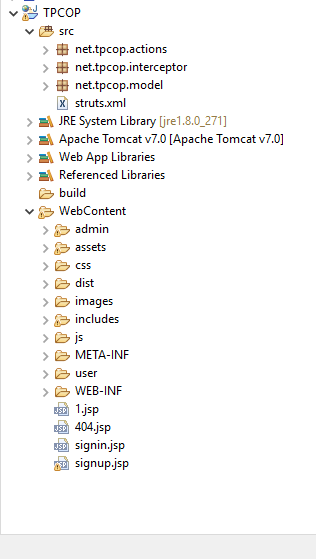 TPCOP
src
net.tpcop.actions
net.tpcop.interceptor
net.tpcop.model
struts.xml
JRE System Library [jre1.8.0_271]
Apache Tomcat v7.0 [Apache Tomcat v7.0]
Web App Libraries
Referenced Libraries
build
WebContent
admin
assets
css
dist
images
includes
js
META-INF
user
WEB-INF
1.jsp
404.jsp
signin.jsp
signup.jsp